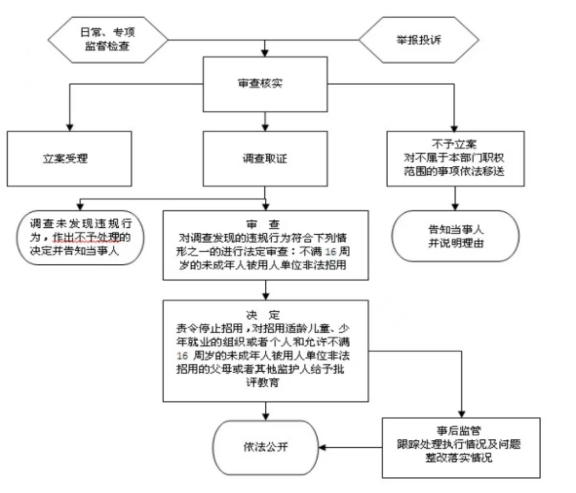 日常、专项
监督检查
举报投诉
审查核实
立案受理
调查取证
不予立案
对不属于本部门职权
范围的事项依法移送
调查未发现违规行
为，作出不予处理的
决定并告知当事人
审 查
对调查发现的违规行为符合下列情
形之一的进行法定审查：不满 16 周
岁的未成年人被用人单位非法招用
告知当事人
并说明理由
决 定
责令停止招用，对招用适龄儿童、少
年就业的组织或者个人和允许不满
16 周岁的未成年人被用人单位非法
招用的父母或者其他监护人给予批
评教育
依法公开
事后监管
跟踪处理执行情况及问题
整改落实情况